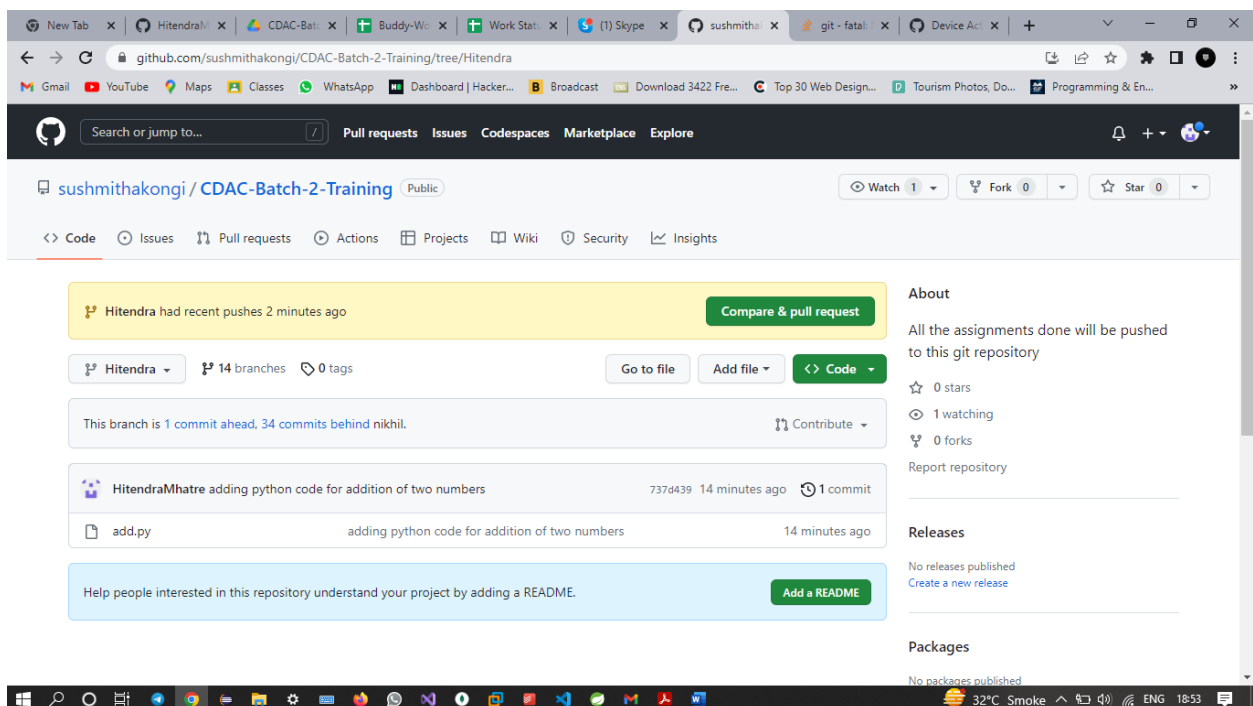 New Tab HitendraM CDAC-Batc Buddy-Wo Work Statu (1) Skype sushmithak git - fatal: Device Act
github.com/sushmithakongi/CDAC-Batch-2-Training/tree/Hitendra
Gmail YouTube Maps Classes WhatsApp Dashboard | Hacker... Broadcast Download 3422 Fre... Top 30 Web Design... Tourism Photos, Do... Programming & En... »
Search or jump to... / Pull requests Issues Codespaces Marketplace Explore
sushmithakongi / CDAC-Batch-2-Training Public Watch 1 Fork 0 Star 0
Code Issues Pull requests Actions Projects Wiki Security Insights
Hitendra had recent pushes 2 minutes ago Compare & pull request
Hitendra 14 branches 0 tags Go to file Add file <> Code
This branch is 1 commit ahead, 34 commits behind nikhil. Contribute
HitendraMhatre adding python code for addition of two numbers 737d439 14 minutes ago 1 commit
add.py adding python code for addition of two numbers 14 minutes ago
Help people interested in this repository understand your project by adding a README. Add a README
About
All the assignments done will be pushed
to this git repository
0 stars
1 watching
0 forks
Report repository
Releases
No releases published
Create a new release
Packages
No packages published
32°C Smoke ENG 18:53